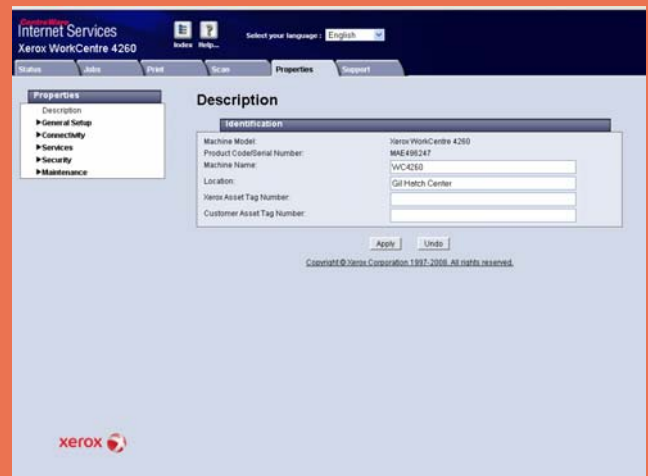 CentreWare
Internet Services
Xerox WorkCentre 4260
Index Help...
Select your language : English
Status Jobs Print Scan Properties Support
Properties
Description
General Setup
Connectivity
Services
Security
Maintenance
Description
Identification
Machine Model: Xerox WorkCentre 4260
Product Code/Serial Number: MAE496247
Machine Name: WC4260
Location: Gil Hatch Center
Xerox Asset Tag Number:
Customer Asset Tag Number:
Apply Undo
Copyright © Xerox Corporation 1997-2008. All rights reserved.
xerox